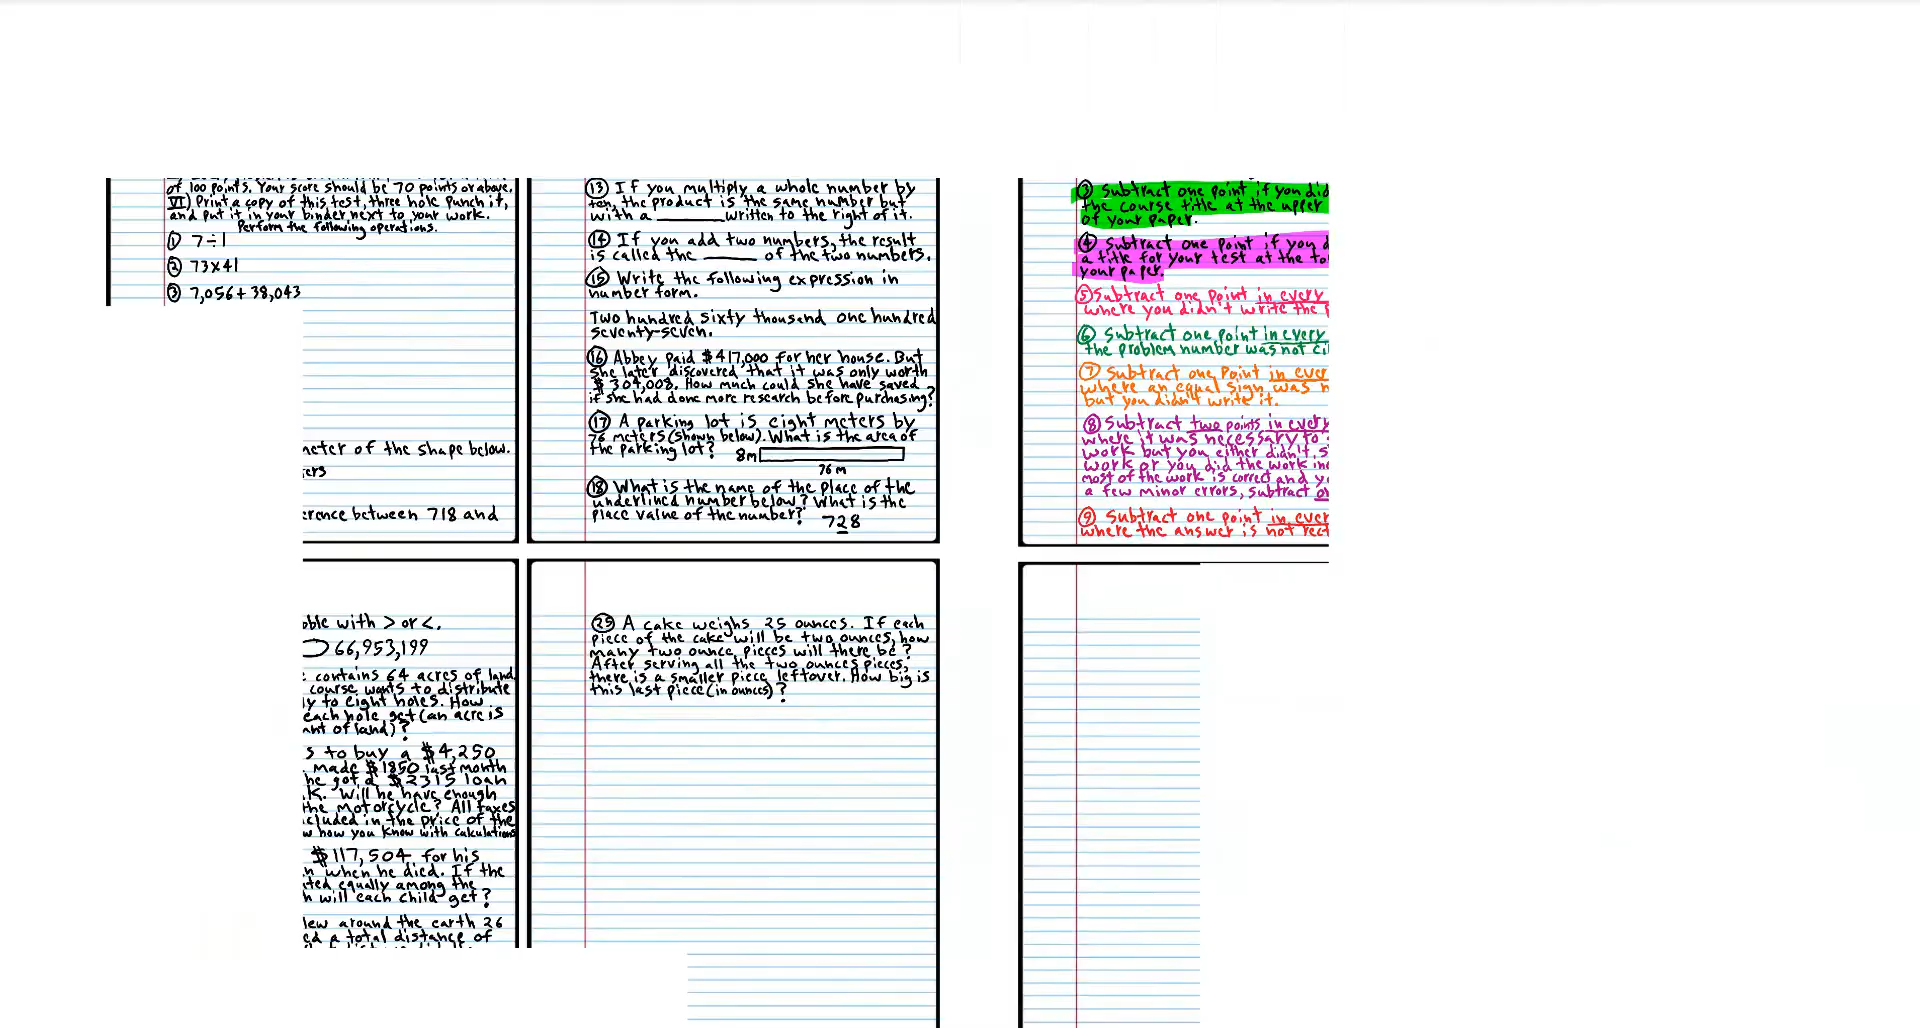 of 100 points. Your score should be 70 points or above.
VI) Print a copy of this test, three hole punch it,
and put it in your binder next to your work.
Perform the following operations.
① 7÷1
② 73×41
③ 7,056+38,043
meter of the shape below.
ers
erence between 718 and
⑬ If you multiply a whole number by
ten, the product is the same number but
with a ________ written to the right of it.
⑭ If you add two numbers, the result
is called the ______ of the two numbers.
⑮ Write the following expression in
number form.
Two hundred sixty thousand one hundred
seventy-seven.
⑯ Abbey paid $417,000 for her house. But
she later discovered that it was only worth
$304,008. How much could she have saved
if she had done more research before purchasing?
⑰ A parking lot is eight meters by
76 meters (shown below). What is the area of
the parking lot? 8m
76 m
⑱ What is the name of the place of the
underlined number below? What is the
place value of the number? 728
③ Subtract one point if you did
the course title at the upper
of your paper.
④ Subtract one point if you d
a title for your test at the to
your paper.
⑤ Subtract one point in every
where you didn't write the
⑥ Subtract one point in every
the problem number was not ci
⑦ Subtract one point in ever
where an equal sign was n
but you didn't write it.
⑧ Subtract two points in every
where it was necessary to
work but you either didn't s
work or you did the work inc
most of the work is correct and y
a few minor errors, subtract o
⑨ Subtract one point in ever
where the answer is not rect
ble with > or <.
66,953,199
contains 64 acres of land.
course wants to distribute
ly to eight holes. How
each hole get (an acre is
nt of land)?
s to buy a $4,250
made $1850 last month
he got a $2315 loan
k. Will he have enough
the motorcycle? All taxes
cluded in the price of the
w how you know with calculations
$117,504 for his
n when he died. If the
ted equally among the
h will each child get?
lew around the earth 26
ed a total distance of
㉕ A cake weighs 25 ounces. If each
piece of the cake will be two ounces, how
many two ounce pieces will there be?
After serving all the two ounces pieces,
there is a smaller piece leftover. How big is
this last piece (in ounces)?